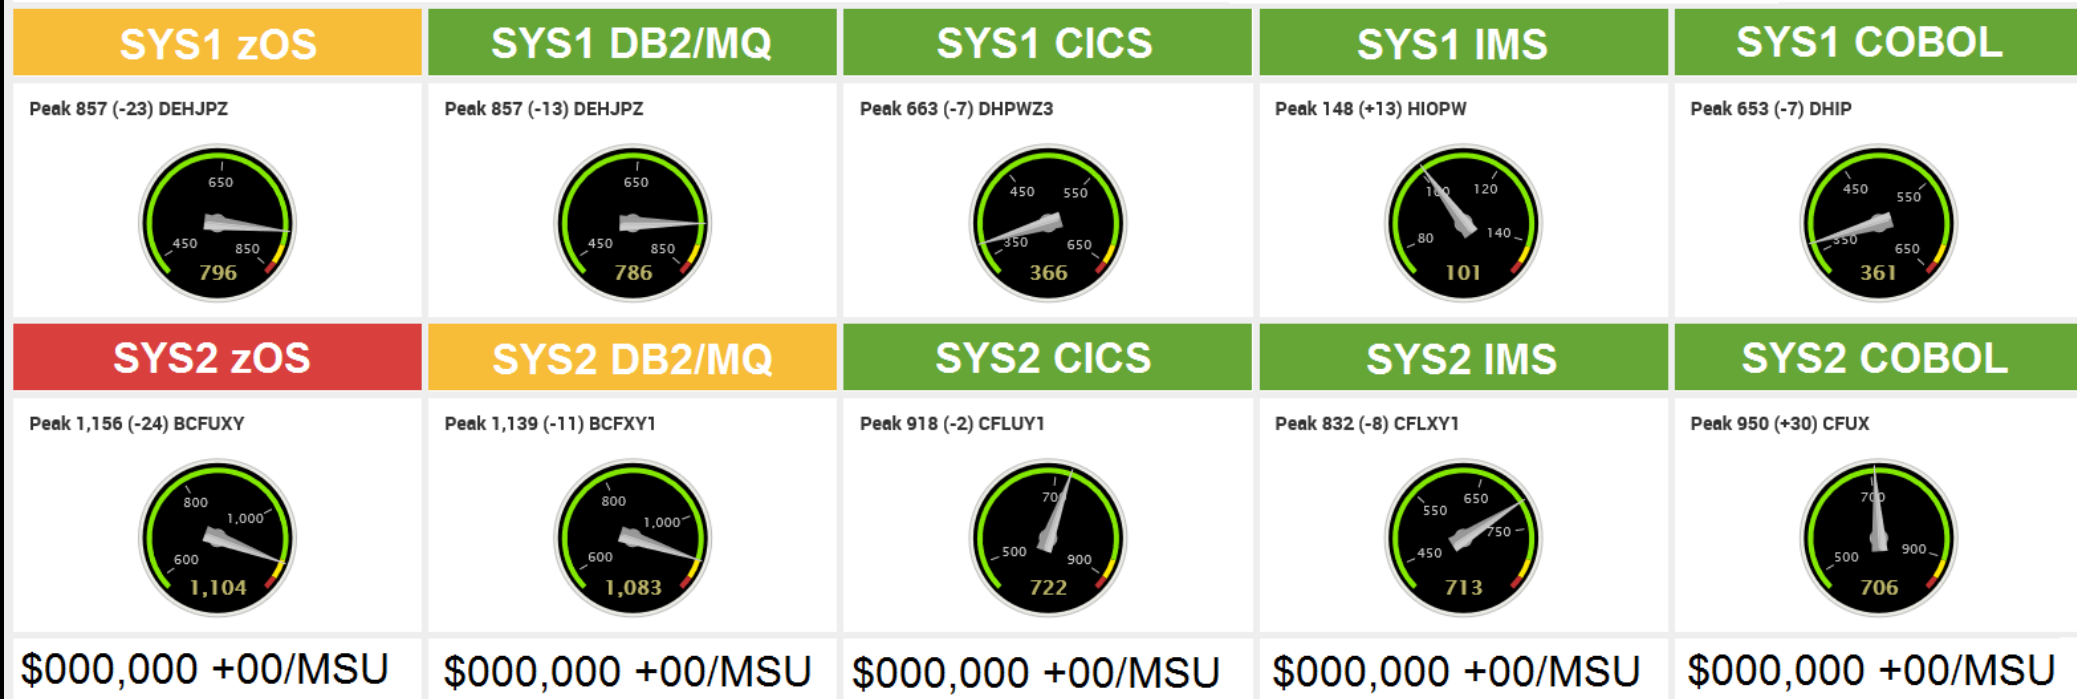 SYS1 zOS
SYS1 DB2/MQ
SYS1 CICS
SYS1 IMS
SYS1 COBOL
Peak 857 (-23) DEHJPZ
Peak 857 (-13) DEHJPZ
Peak 663 (-7) DHPWZ3
Peak 148 (+13) HIOPW
Peak 653 (-7) DHIP
650
450
850
796
650
450
850
786
450
550
350
650
366
100
120
80
140
101
450
550
350
650
361
SYS2 zOS
SYS2 DB2/MQ
SYS2 CICS
SYS2 IMS
SYS2 COBOL
Peak 1,156 (-24) BCFUXY
Peak 1,139 (-11) BCFXY1
Peak 918 (-2) CFLUY1
Peak 832 (-8) CFLXY1
Peak 950 (+30) CFUX
800
1,000
600
1,104
800
1,000
600
1,083
700
500
900
722
650
550
750
450
713
700
500
900
706
$000,000 +00/MSU
$000,000 +00/MSU
$000,000 +00/MSU
$000,000 +00/MSU
$000,000 +00/MSU